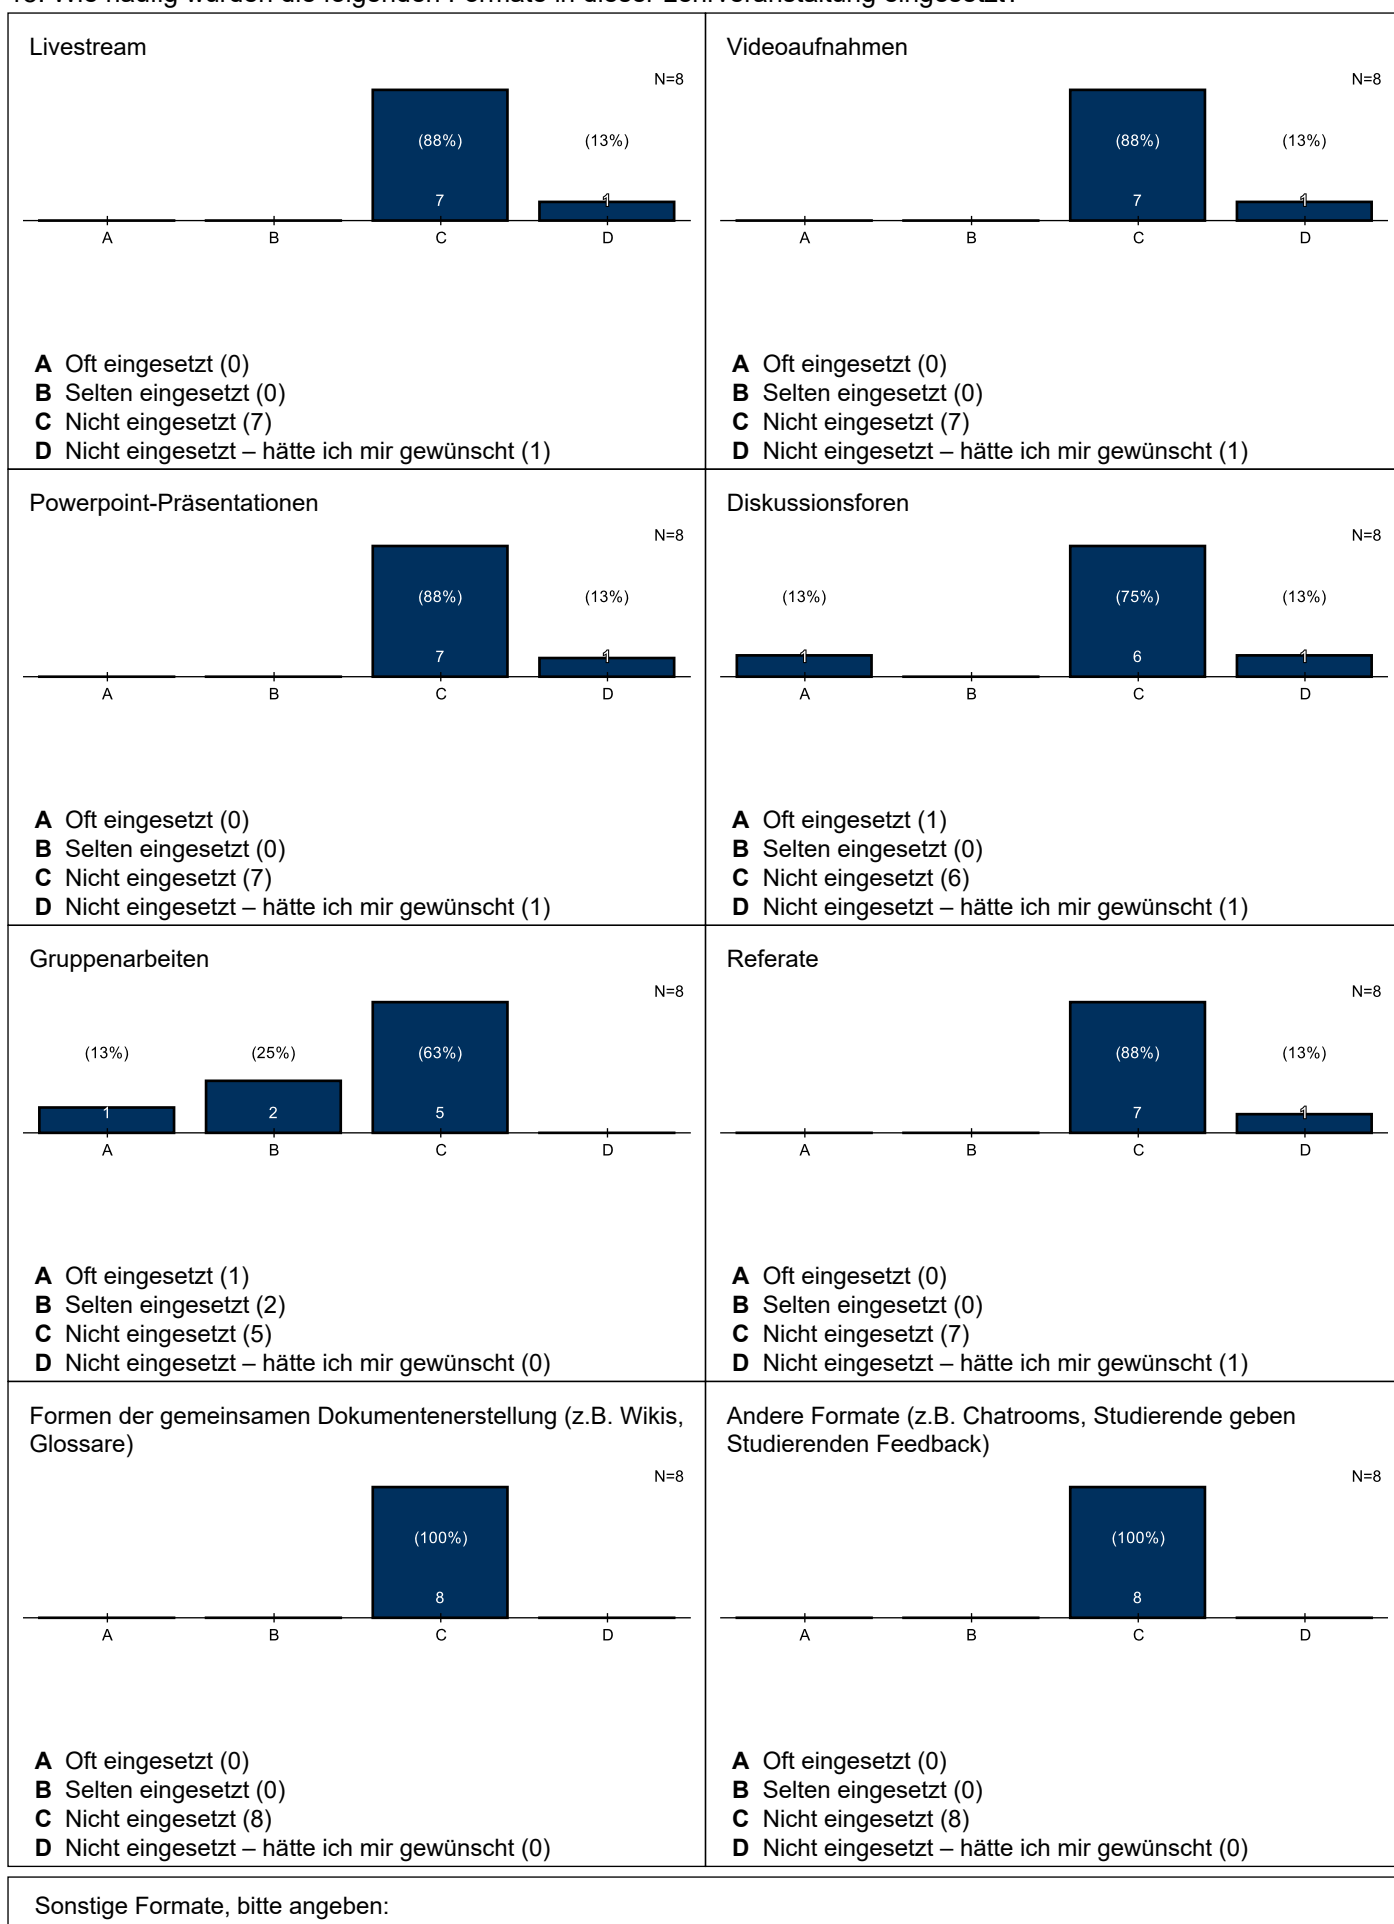 Livestream
N=8
(88%) (13%)
7 1
A B C D
A Oft eingesetzt (0)
B Selten eingesetzt (0)
C Nicht eingesetzt (7)
D Nicht eingesetzt – hätte ich mir gewünscht (1)
Videoaufnahmen
N=8
(88%) (13%)
7 1
A B C D
A Oft eingesetzt (0)
B Selten eingesetzt (0)
C Nicht eingesetzt (7)
D Nicht eingesetzt – hätte ich mir gewünscht (1)
Powerpoint-Präsentationen
N=8
(88%) (13%)
7 1
A B C D
A Oft eingesetzt (0)
B Selten eingesetzt (0)
C Nicht eingesetzt (7)
D Nicht eingesetzt – hätte ich mir gewünscht (1)
Diskussionsforen
N=8
(13%) (75%) (13%)
1 6 1
A B C D
A Oft eingesetzt (1)
B Selten eingesetzt (0)
C Nicht eingesetzt (6)
D Nicht eingesetzt – hätte ich mir gewünscht (1)
Gruppenarbeiten
N=8
(13%) (25%) (63%)
1 2 5
A B C D
A Oft eingesetzt (1)
B Selten eingesetzt (2)
C Nicht eingesetzt (5)
D Nicht eingesetzt – hätte ich mir gewünscht (0)
Referate
N=8
(88%) (13%)
7 1
A B C D
A Oft eingesetzt (0)
B Selten eingesetzt (0)
C Nicht eingesetzt (7)
D Nicht eingesetzt – hätte ich mir gewünscht (1)
Formen der gemeinsamen Dokumentenerstellung (z.B. Wikis,
Glossare)
N=8
(100%)
8
A B C D
A Oft eingesetzt (0)
B Selten eingesetzt (0)
C Nicht eingesetzt (8)
D Nicht eingesetzt – hätte ich mir gewünscht (0)
Andere Formate (z.B. Chatrooms, Studierende geben
Studierenden Feedback)
N=8
(100%)
8
A B C D
A Oft eingesetzt (0)
B Selten eingesetzt (0)
C Nicht eingesetzt (8)
D Nicht eingesetzt – hätte ich mir gewünscht (0)
Sonstige Formate, bitte angeben: